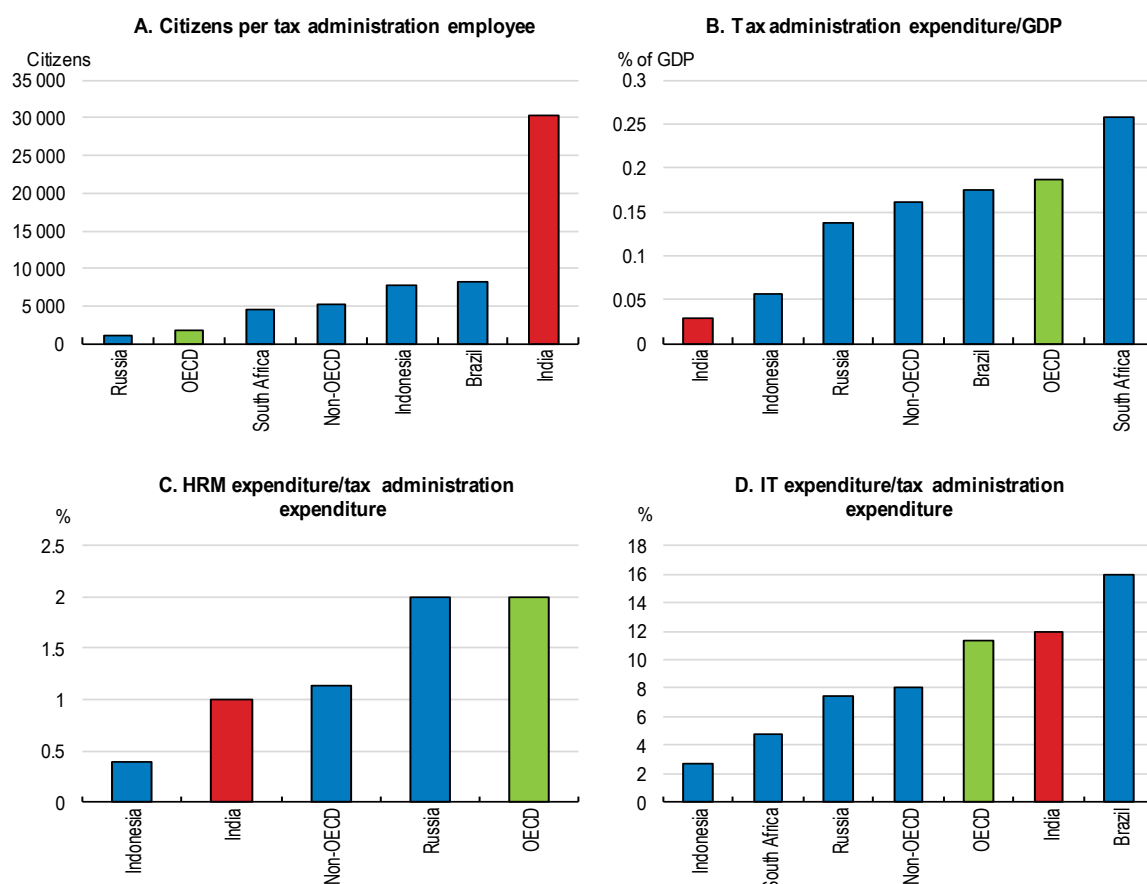 A. Citizens per tax administration employee
Citizens
35 000
30 000
25 000
20 000
15 000
10 000
5 000
0
Russia
OECD
South Africa
Non-OECD
Indonesia
Brazil
India
B. Tax administration expenditure/GDP
% of GDP
0.3
0.25
0.2
0.15
0.1
0.05
0
India
Indonesia
Russia
Non-OECD
Brazil
OECD
South Africa
C. HRM expenditure/tax administration
expenditure
%
2.5
2
1.5
1
0.5
0
Indonesia
India
Non-OECD
Russia
OECD
D. IT expenditure/tax administration
expenditure
%
18
16
14
12
10
8
6
4
2
0
Indonesia
South Africa
Russia
Non-OECD
OECD
India
Brazil